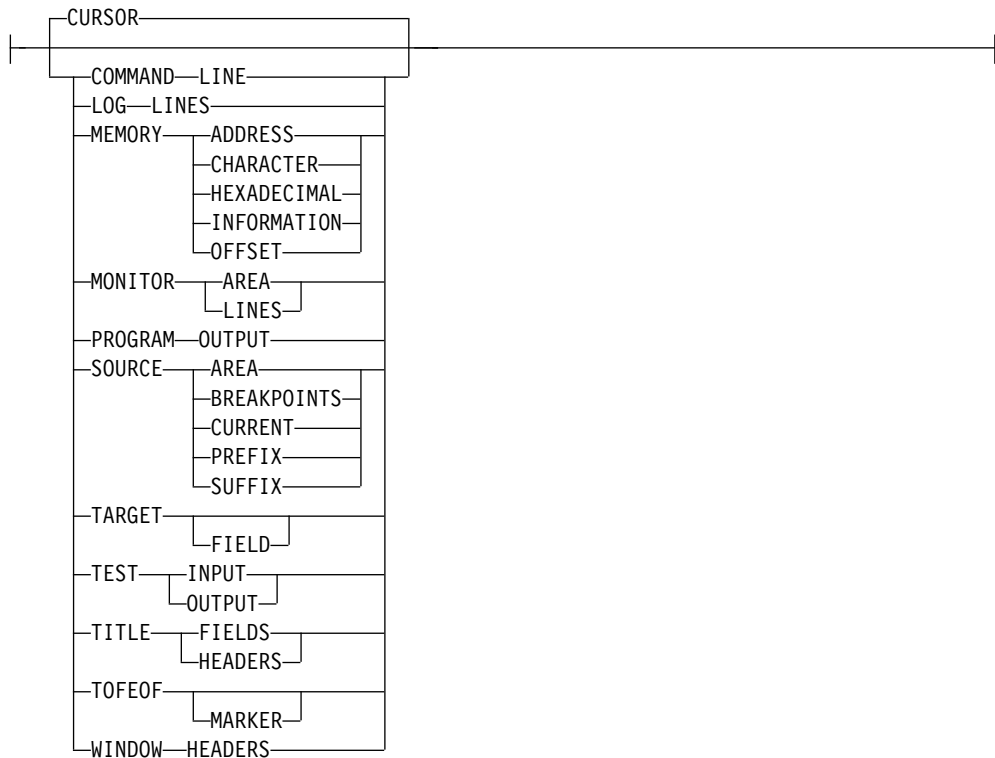 CURSOR
COMMAND LINE
LOG LINES
MEMORY ADDRESS
CHARACTER
HEXADECIMAL
INFORMATION
OFFSET
MONITOR AREA
LINES
PROGRAM OUTPUT
SOURCE AREA
BREAKPOINTS
CURRENT
PREFIX
SUFFIX
TARGET
FIELD
TEST INPUT
OUTPUT
TITLE FIELDS
HEADERS
TOFEOF
MARKER
WINDOW HEADERS